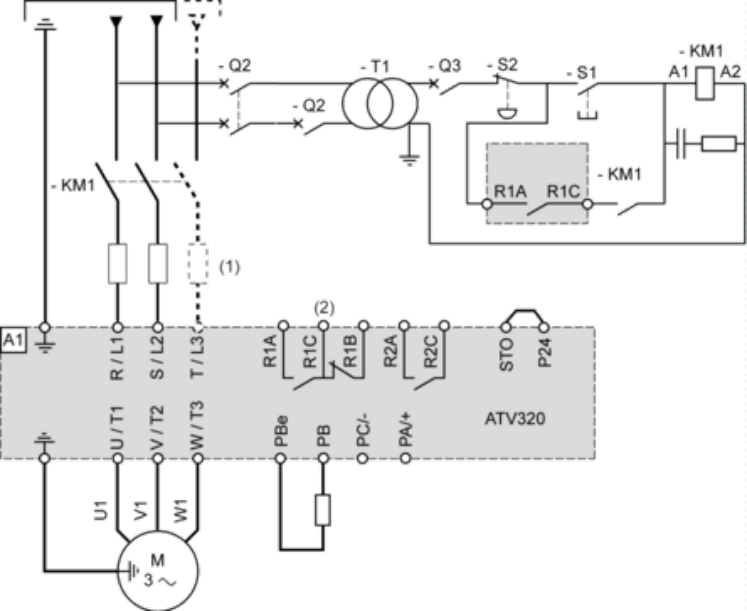 - Q2
- T1
- Q3
- S2
- S1
- KM1
A1
A2
- Q2
R1A
R1C
- KM1
- KM1
(1)
(2)
A1
R / L1
S / L2
T / L3
R1A
R1C
R1B
R2A
R2C
STO
P24
ATV320
U / T1
V / T2
W / T3
PBe
PB
PC/-
PA/+
U1
V1
W1
M
3 ~